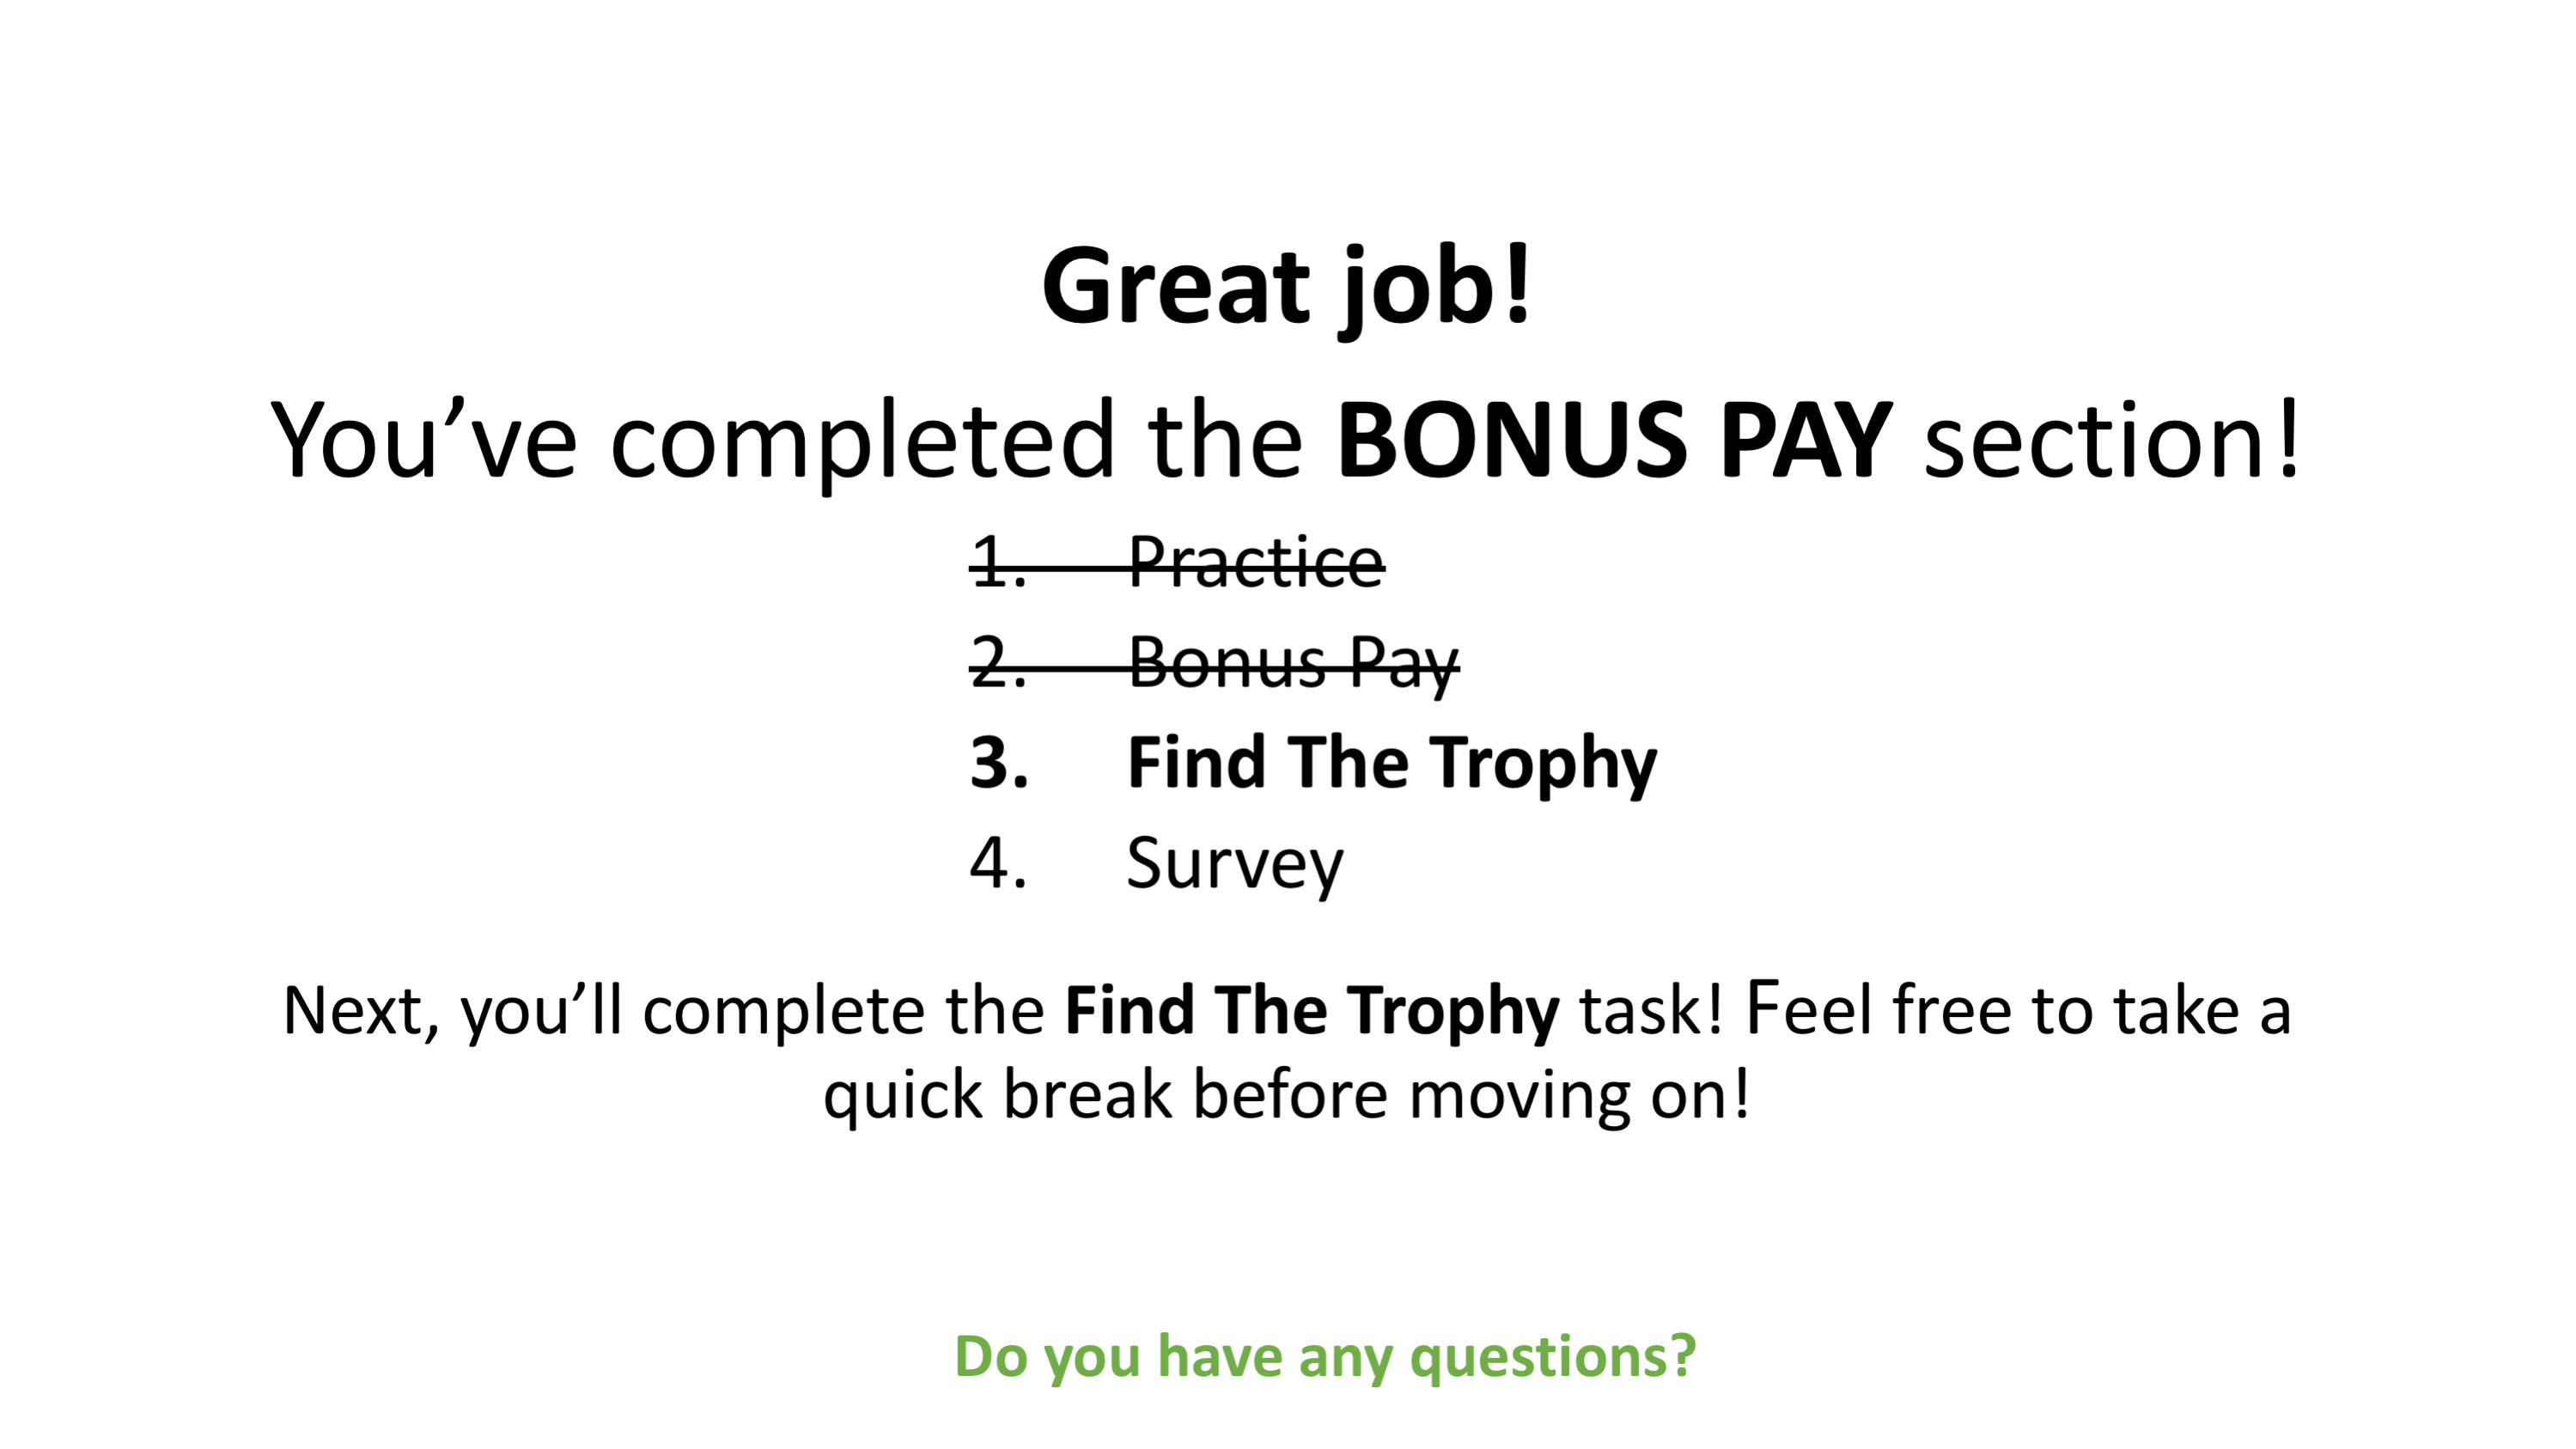 Great job!
You’ve completed the BONUS PAY section!
1. Practice
2. Bonus Pay
3. Find The Trophy
4. Survey
Next, you’ll complete the Find The Trophy task! Feel free to take a
quick break before moving on!
Do you have any questions?